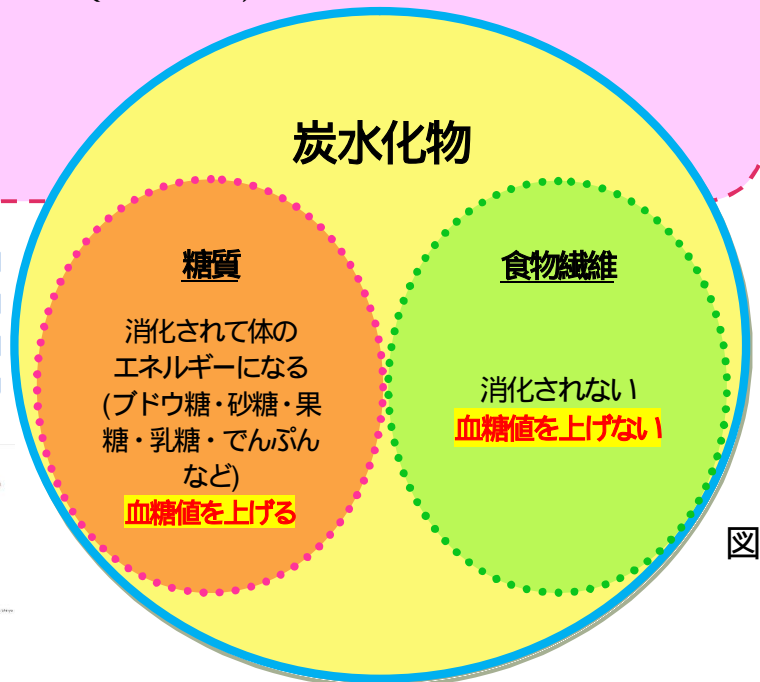 炭水化物
糖質
消化されて体の
エネルギーになる
(ブドウ糖・砂糖・果
糖・乳糖・でんぷん
など)
血糖値を上げる
食物繊維
消化されない
血糖値を上げない
図